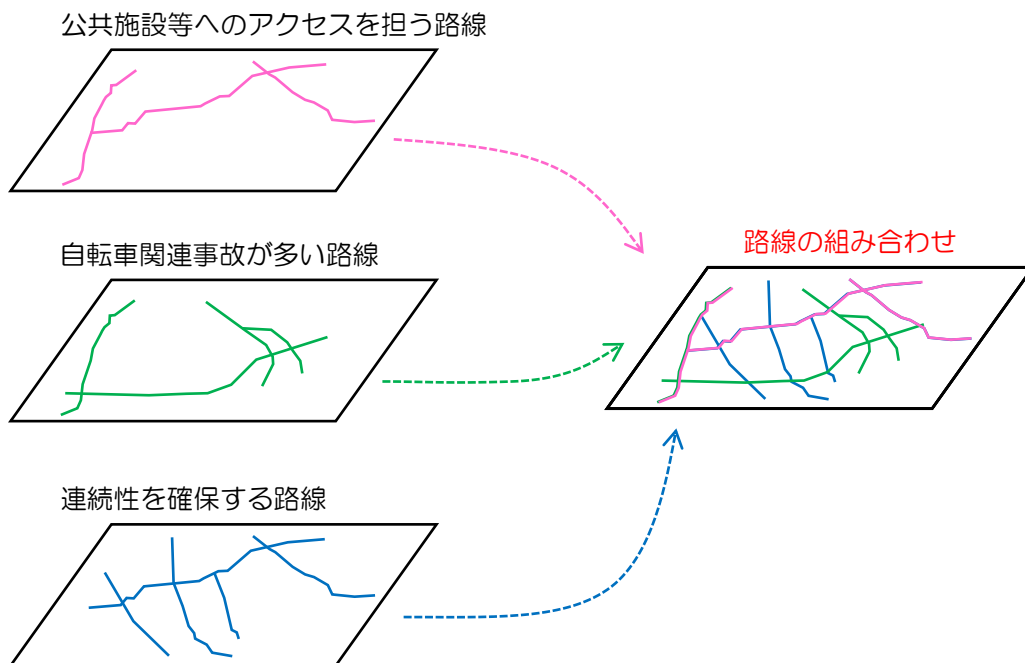 公共施設等へのアクセスを担う路線
自転車関連事故が多い路線
路線の組み合わせ
連続性を確保する路線